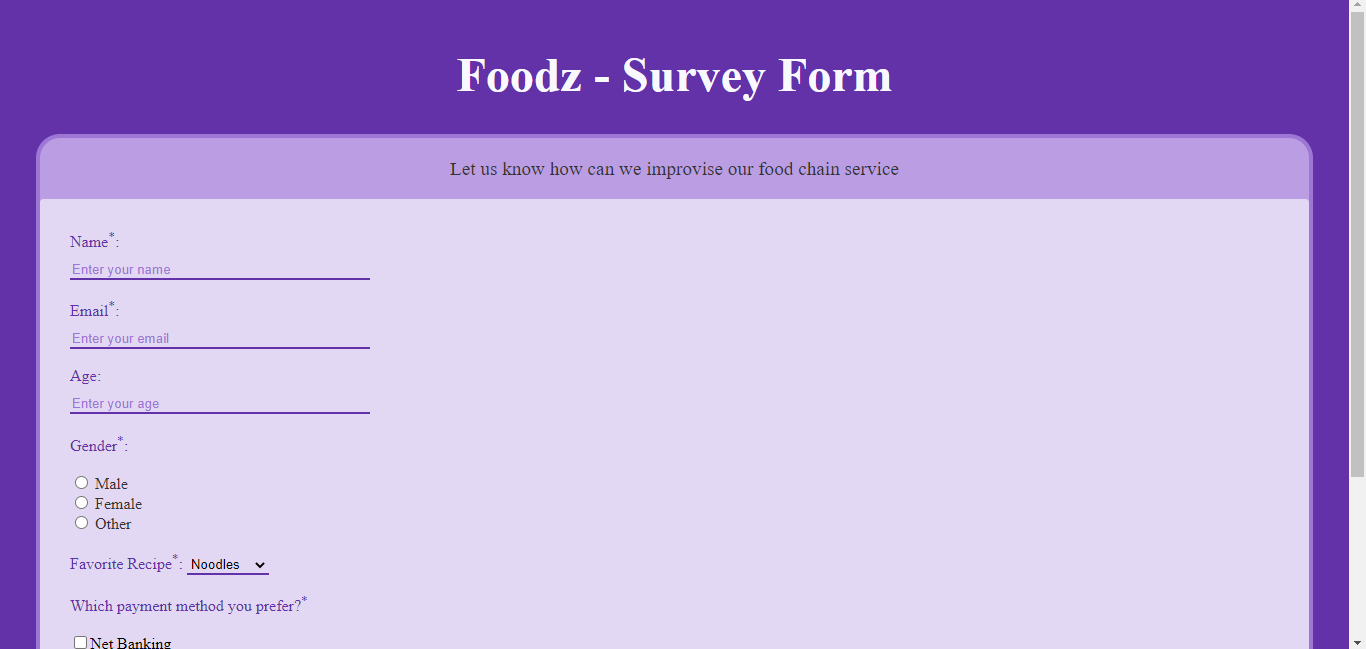 Foodz - Survey Form
Let us know how can we improvise our food chain service
Name*:
Enter your name
Email*:
Enter your email
Age:
Enter your age
Gender*:
Male
Female
Other
Favorite Recipe*: Noodles
Which payment method you prefer?*
Net Banking